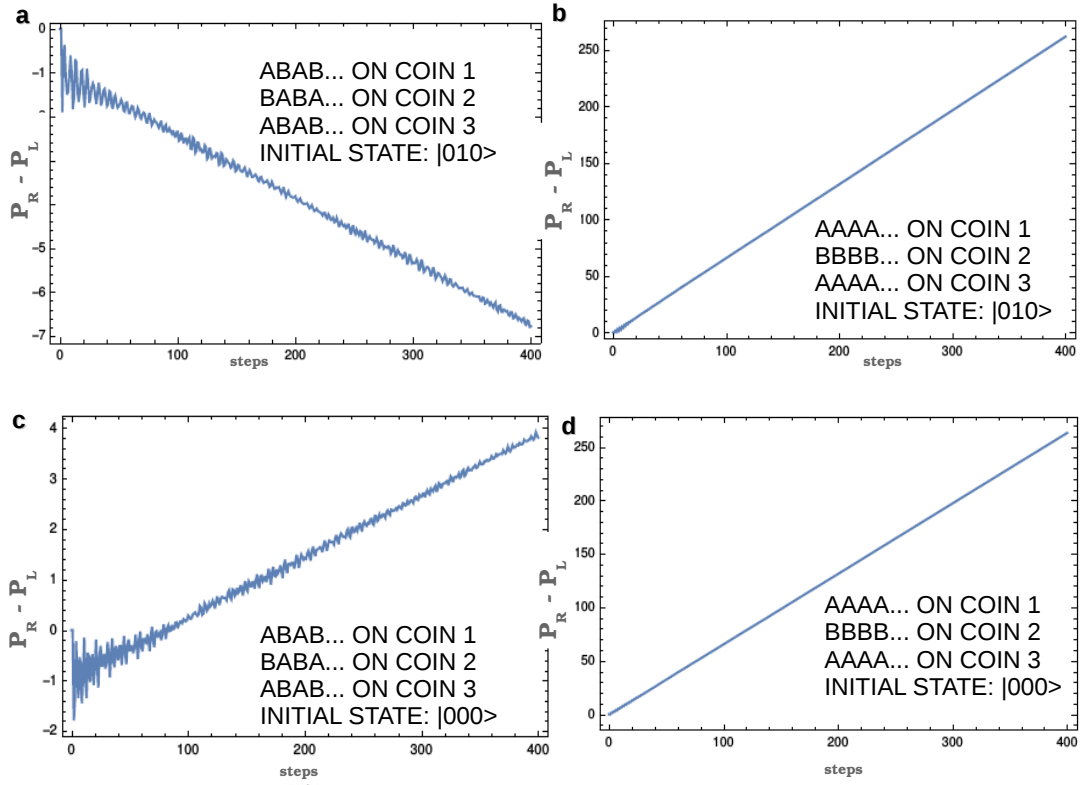 a
0
−1
−5
−6
−7
P_R - P_L
ABAB... ON COIN 1
BABA... ON COIN 2
ABAB... ON COIN 3
INITIAL STATE: |010>
0 100 200 300 400
steps
b
250
200
150
100
50
0
P_R - P_L
AAAA... ON COIN 1
BBBB... ON COIN 2
AAAA... ON COIN 3
INITIAL STATE: |010>
0 100 200 300 400
steps
c
4
3
2
1
0
−1
−2
P_R - P_L
ABAB... ON COIN 1
BABA... ON COIN 2
ABAB... ON COIN 3
INITIAL STATE: |000>
0 100 200 300 400
steps
d
250
200
150
100
50
0
P_R - P_L
AAAA... ON COIN 1
BBBB... ON COIN 2
AAAA... ON COIN 3
INITIAL STATE: |000>
0 100 200 300 400
steps